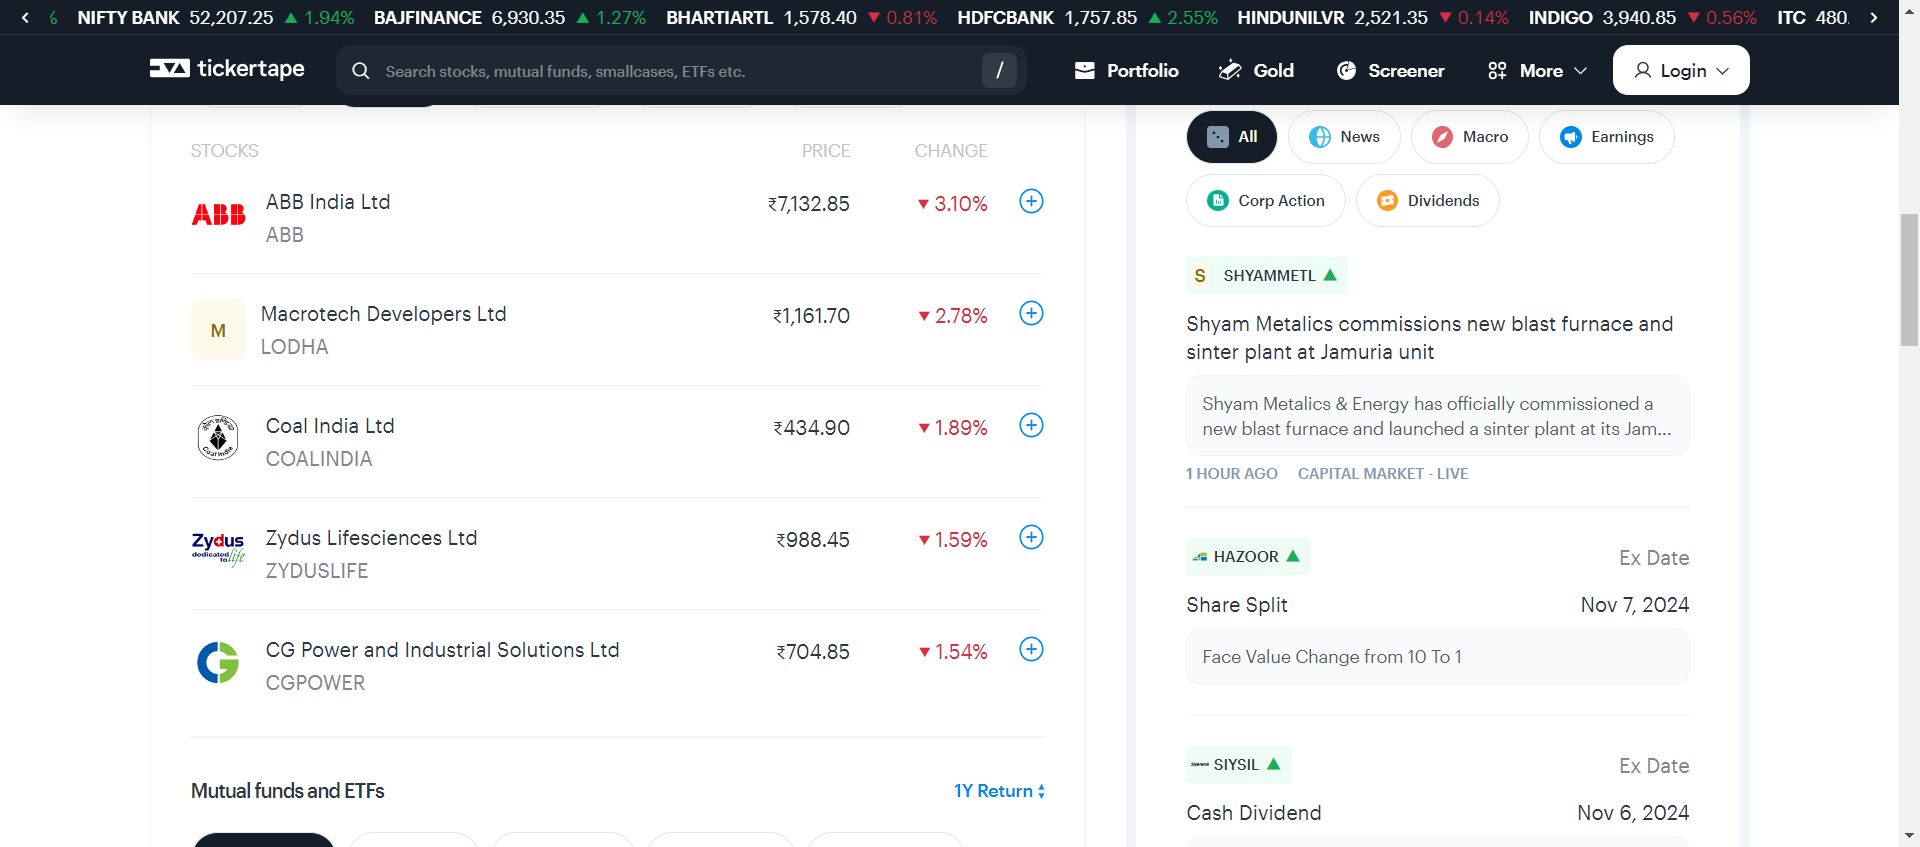 % NIFTY BANK 52,207.25 ▲ 1.94% BAJFINANCE 6,930.35 ▲ 1.27% BHARTIARTL 1,578.40 ▼ 0.81% HDFCBANK 1,757.85 ▲ 2.55% HINDUNILVR 2,521.35 ▼ 0.14% INDIGO 3,940.85 ▼ 0.56% ITC 480.
tickertape
Search stocks, mutual funds, smallcases, ETFs etc. /
Portfolio Gold Screener More Login
STOCKS PRICE CHANGE
ABB
ABB India Ltd ₹7,132.85 ▼ 3.10%
ABB
M
Macrotech Developers Ltd ₹1,161.70 ▼ 2.78%
LODHA
Coal India
Coal India Ltd ₹434.90 ▼ 1.89%
COALINDIA
Zydus
dedicated
to life
Zydus Lifesciences Ltd ₹988.45 ▼ 1.59%
ZYDUSLIFE
CG Power and Industrial Solutions Ltd ₹704.85 ▼ 1.54%
CGPOWER
Mutual funds and ETFs 1Y Return
All News Macro Earnings
Corp Action Dividends
S SHYAMMETL ▲
Shyam Metalics commissions new blast furnace and
sinter plant at Jamuria unit
Shyam Metalics & Energy has officially commissioned a
new blast furnace and launched a sinter plant at its Jam...
1 HOUR AGO CAPITAL MARKET - LIVE
HAZOOR ▲ Ex Date
Share Split Nov 7, 2024
Face Value Change from 10 To 1
SIYSIL ▲ Ex Date
Cash Dividend Nov 6, 2024